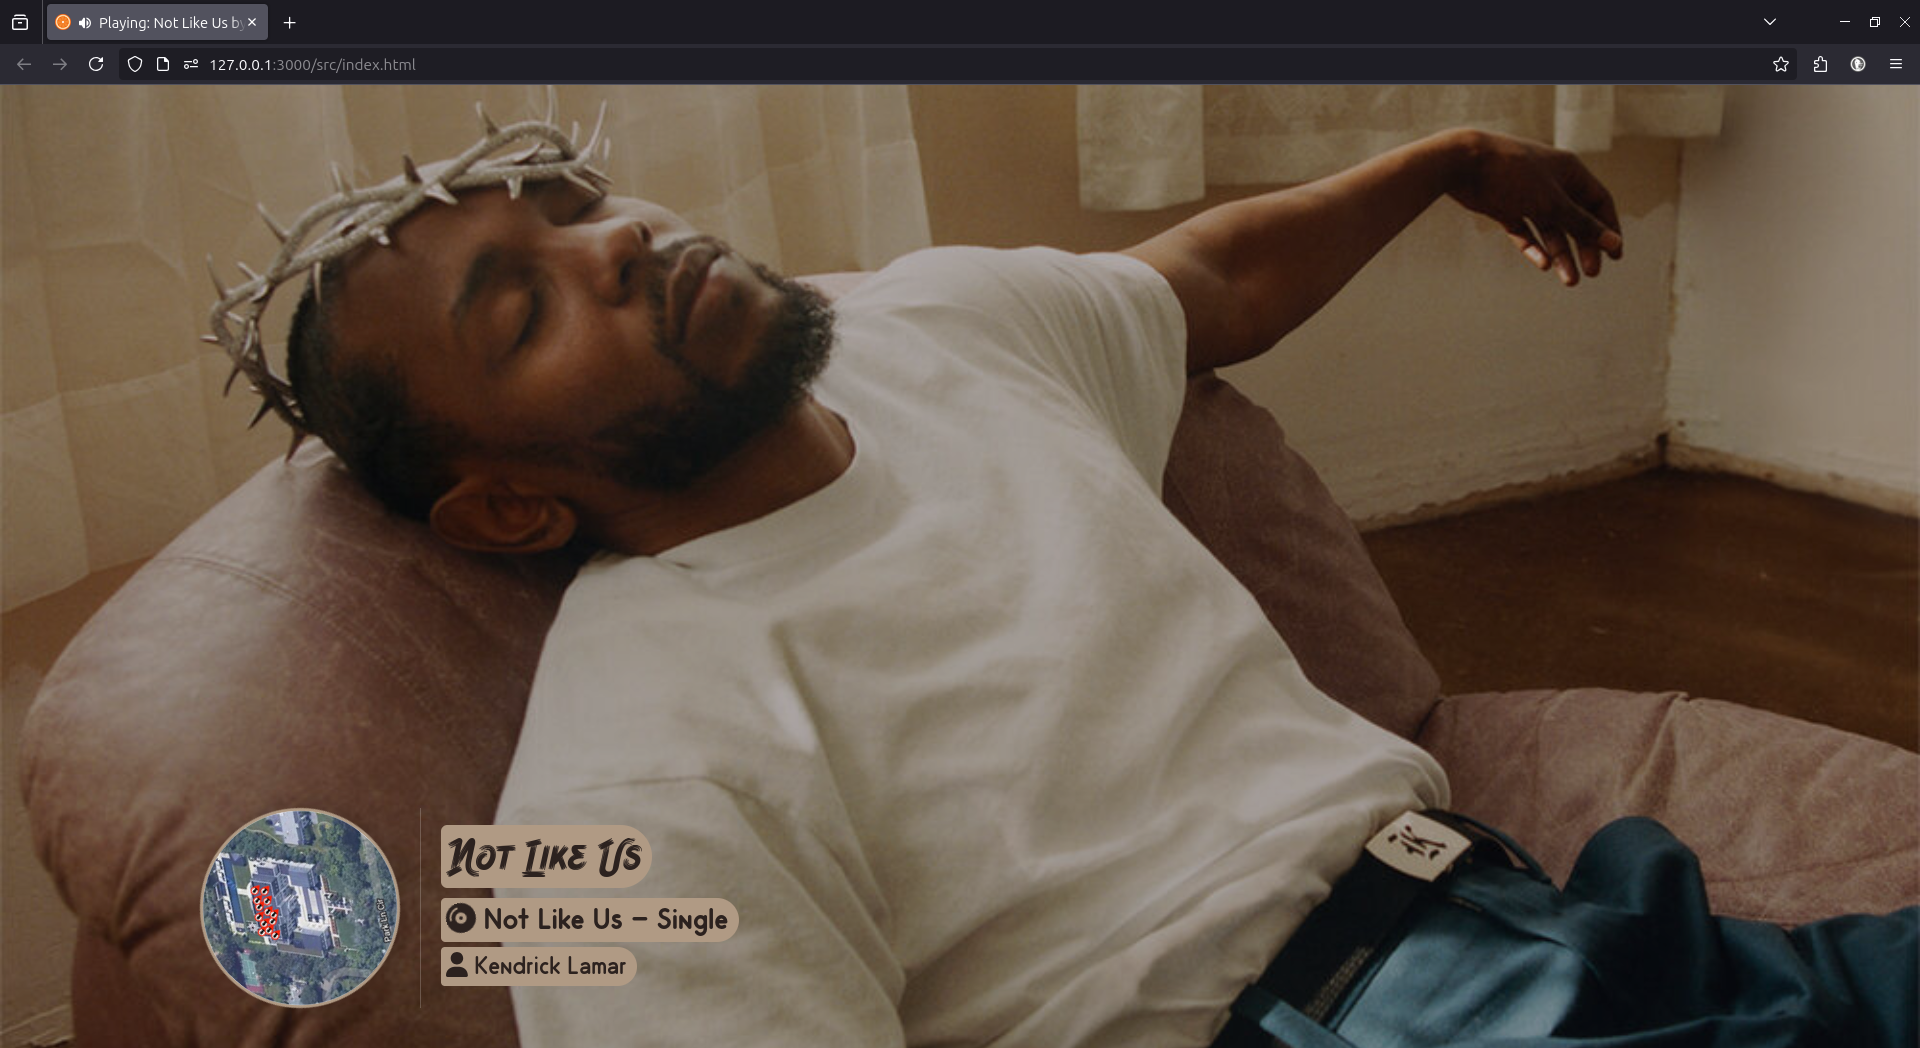 Playing: Not Like Us by
127.0.0.1:3000/src/index.html
Not Like Us
Not Like Us - Single
Kendrick Lamar
Park Ln Cir